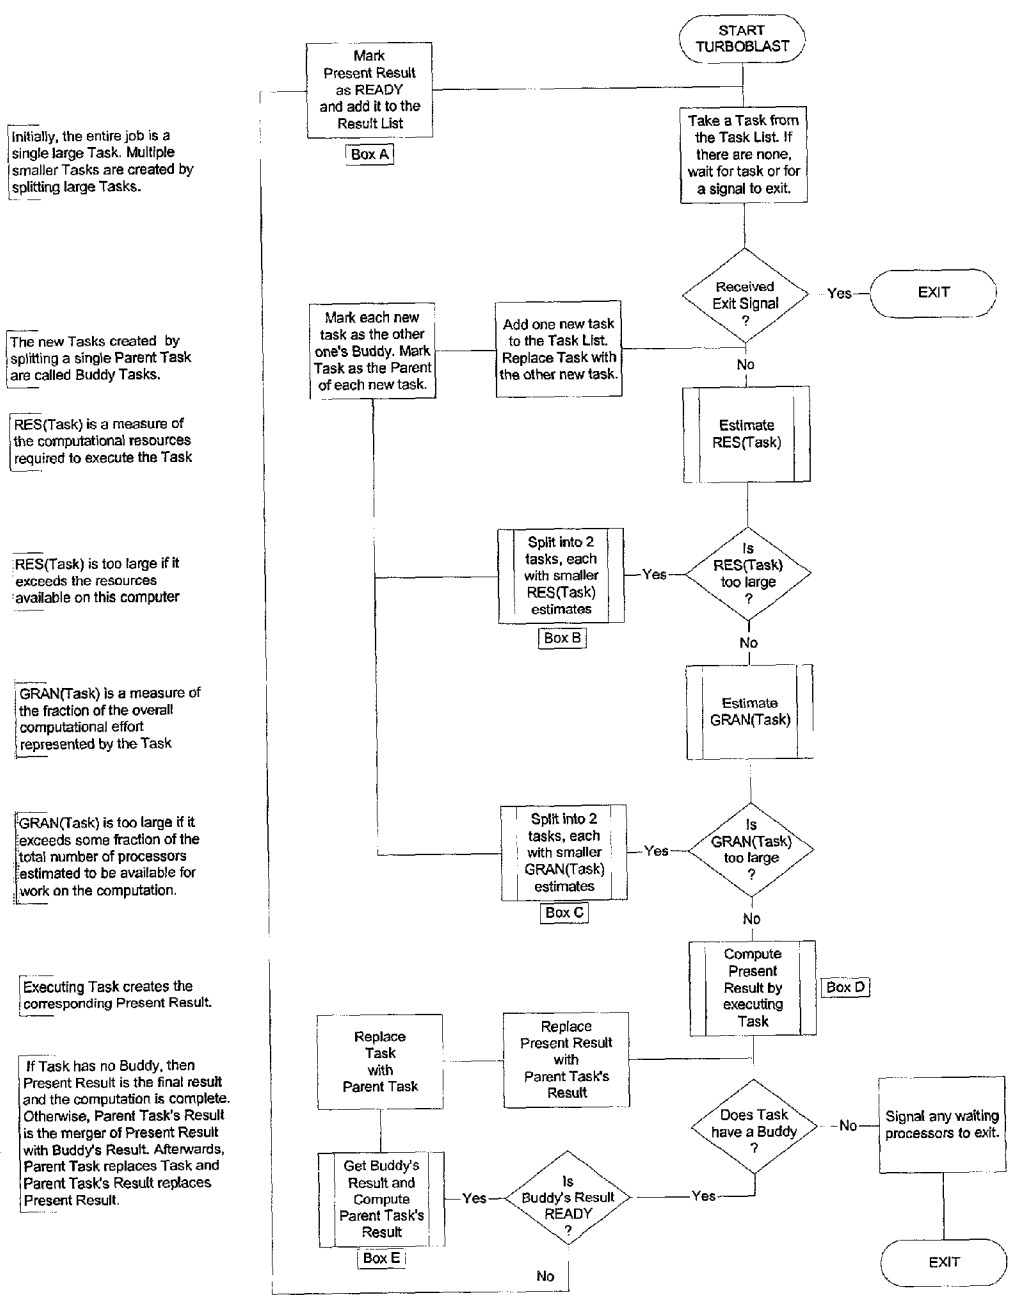 START
TURBOBLAST
Mark
Present Result
as READY
and add it to the
Result List
Box A
Take a Task from
the Task List. If
there are none,
wait for task or for
a signal to exit.
Initially, the entire job is a
single large Task. Multiple
smaller Tasks are created by
splitting large Tasks.
Received
Exit Signal
?
Yes
EXIT
No
Mark each new
task as the other
one's Buddy. Mark
Task as the Parent
of each new task.
Add one new task
to the Task List.
Replace Task with
the other new task.
The new Tasks created by
splitting a single Parent Task
are called Buddy Tasks.
Estimate
RES(Task)
RES(Task) is a measure of
the computational resources
required to execute the Task
Is
RES(Task)
too large
?
Yes
Split into 2
tasks, each
with smaller
RES(Task)
estimates
Box B
No
RES(Task) is too large if it
exceeds the resources
available on this computer
Estimate
GRAN(Task)
GRAN(Task) is a measure of
the fraction of the overall
computational effort
represented by the Task
Is
GRAN(Task)
too large
?
Yes
Split into 2
tasks, each
with smaller
GRAN(Task)
estimates
Box C
No
GRAN(Task) is too large if it
exceeds some fraction of the
total number of processors
estimated to be available for
work on the computation.
Compute
Present
Result by
executing
Task
Box D
Executing Task creates the
corresponding Present Result.
Replace
Task
with
Parent Task
Replace
Present Result
with
Parent Task's
Result
Does Task
have a Buddy
?
No
Signal any waiting
processors to exit.
EXIT
Yes
Is
Buddy's Result
READY
?
Yes
No
Get Buddy's
Result and
Compute
Parent Task's
Result
Box E
If Task has no Buddy, then
Present Result is the final result
and the computation is complete.
Otherwise, Parent Task's Result
is the merger of Present Result
with Buddy's Result. Afterwards,
Parent Task replaces Task and
Parent Task's Result replaces
Present Result.